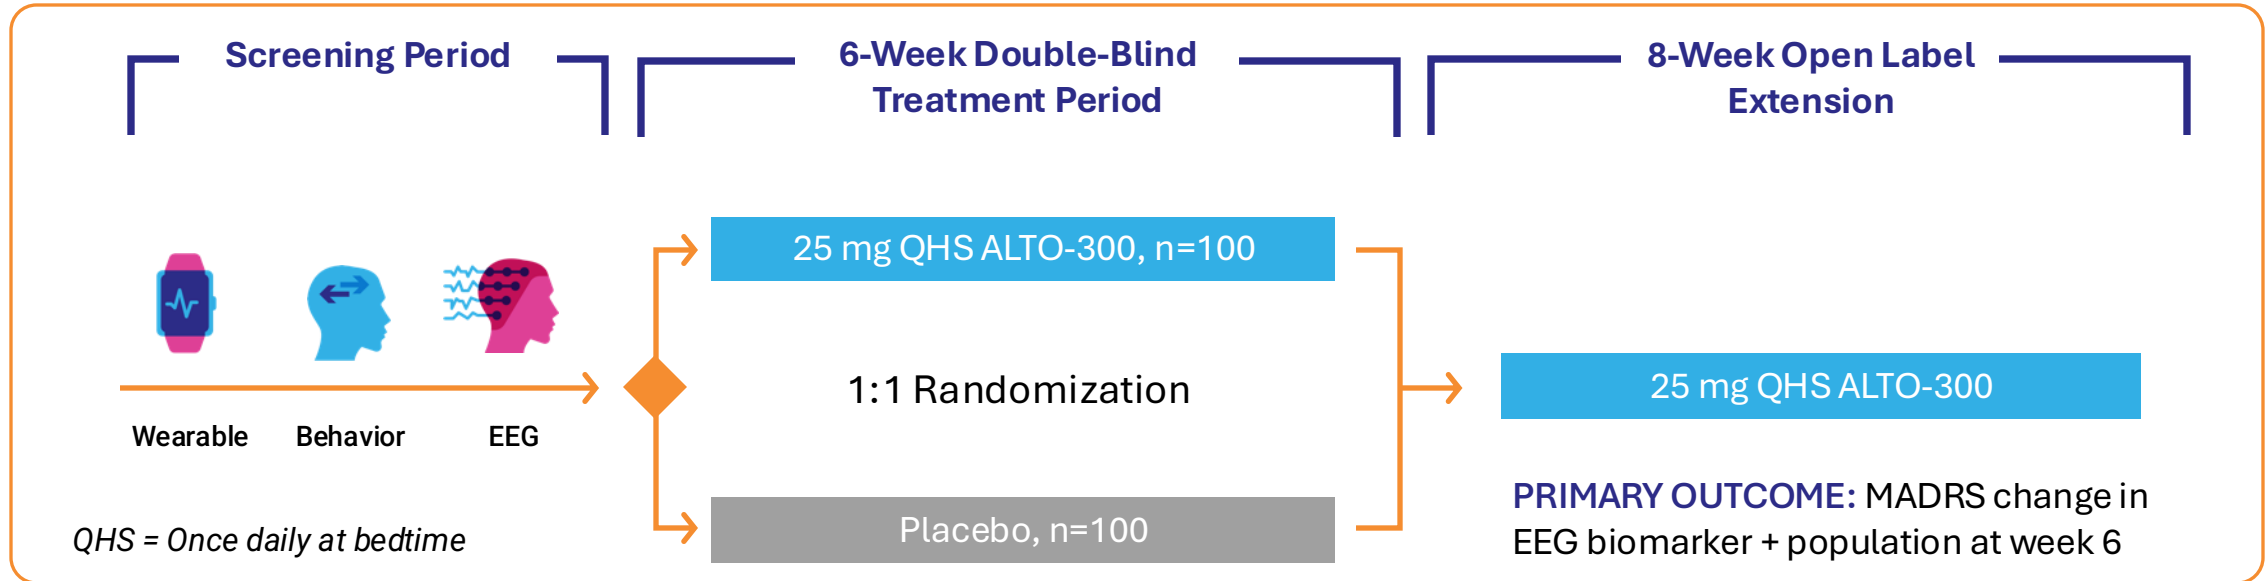 Screening Period
6-Week Double-Blind
Treatment Period
8-Week Open Label
Extension
Wearable
Behavior
EEG
QHS = Once daily at bedtime
25 mg QHS ALTO-300, n=100
1:1 Randomization
Placebo, n=100
25 mg QHS ALTO-300
PRIMARY OUTCOME: MADRS change in
EEG biomarker + population at week 6